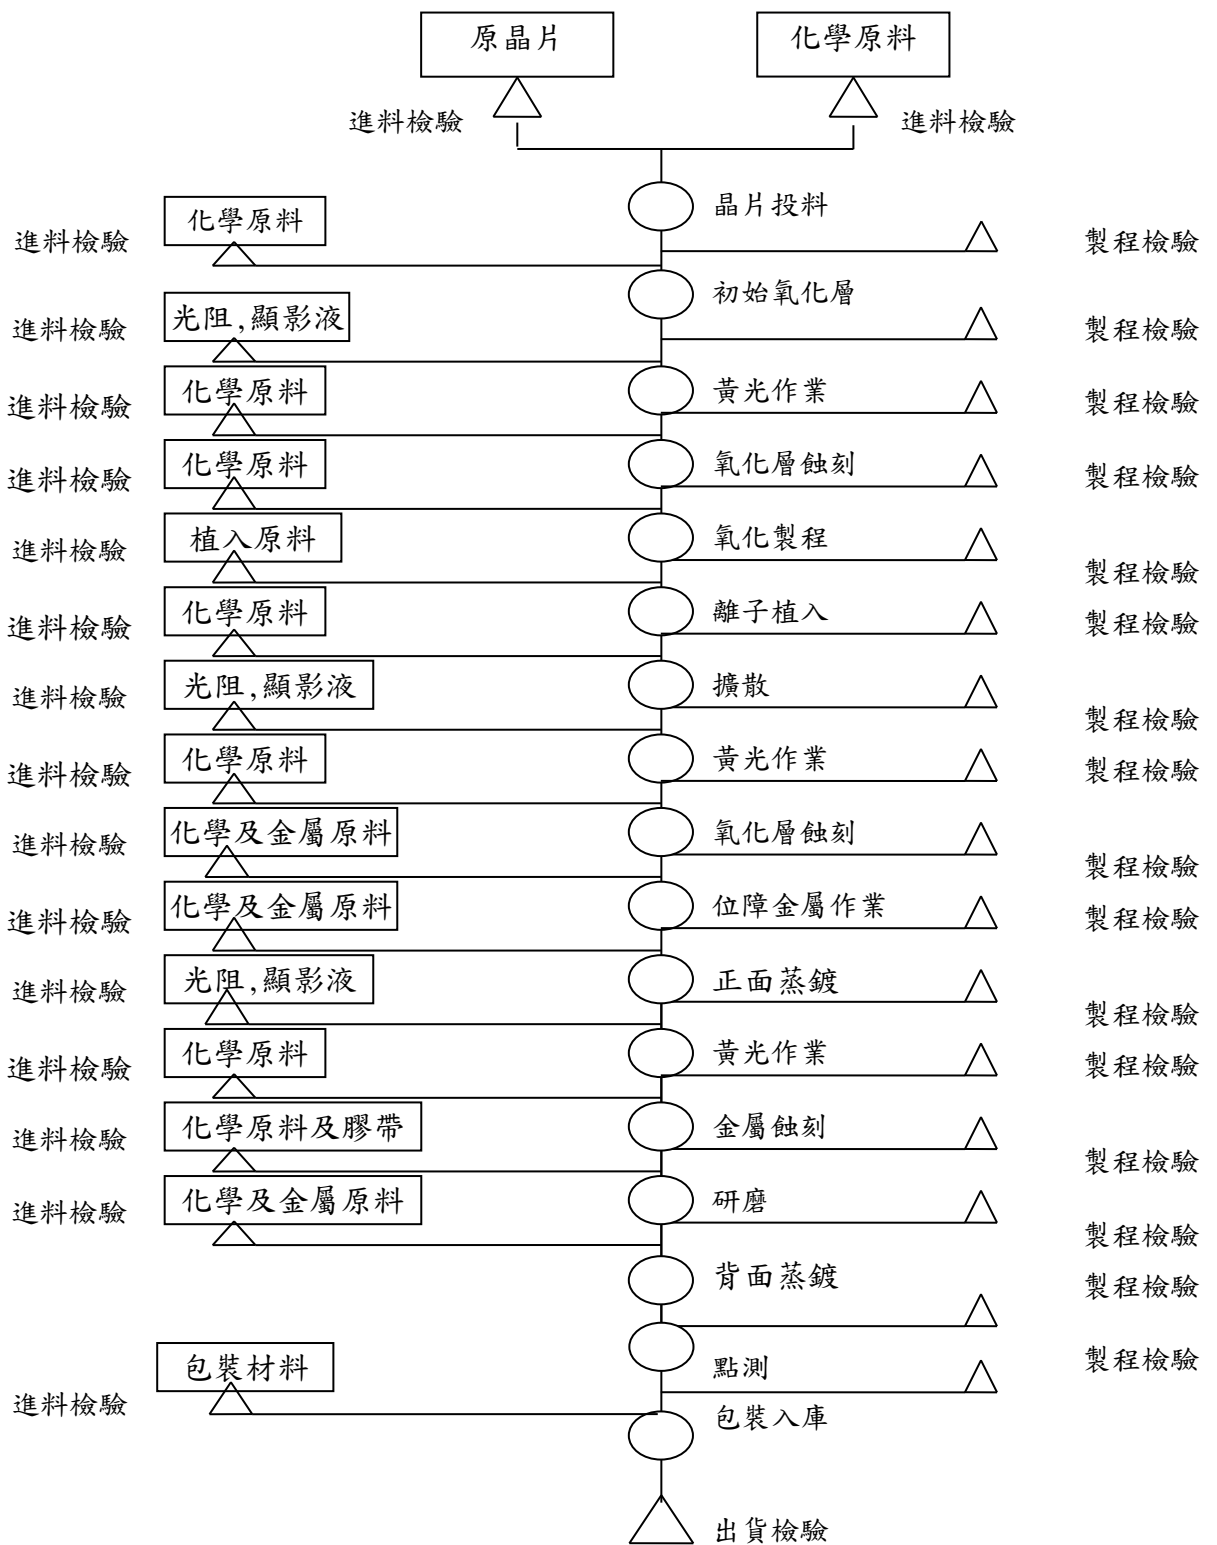 原晶片
化學原料
進料檢驗
進料檢驗
晶片投料
化學原料
進料檢驗
製程檢驗
初始氧化層
光阻,顯影液
進料檢驗
製程檢驗
化學原料
黃光作業
進料檢驗
製程檢驗
化學原料
氧化層蝕刻
進料檢驗
製程檢驗
植入原料
氧化製程
進料檢驗
製程檢驗
化學原料
離子植入
進料檢驗
製程檢驗
光阻,顯影液
擴散
進料檢驗
製程檢驗
化學原料
黃光作業
進料檢驗
製程檢驗
化學及金屬原料
氧化層蝕刻
進料檢驗
製程檢驗
化學及金屬原料
位障金屬作業
進料檢驗
製程檢驗
光阻,顯影液
正面蒸鍍
進料檢驗
製程檢驗
化學原料
黃光作業
進料檢驗
製程檢驗
化學原料及膠帶
金屬蝕刻
進料檢驗
製程檢驗
化學及金屬原料
研磨
進料檢驗
製程檢驗
背面蒸鍍
製程檢驗
包裝材料
點測
製程檢驗
進料檢驗
包裝入庫
出貨檢驗